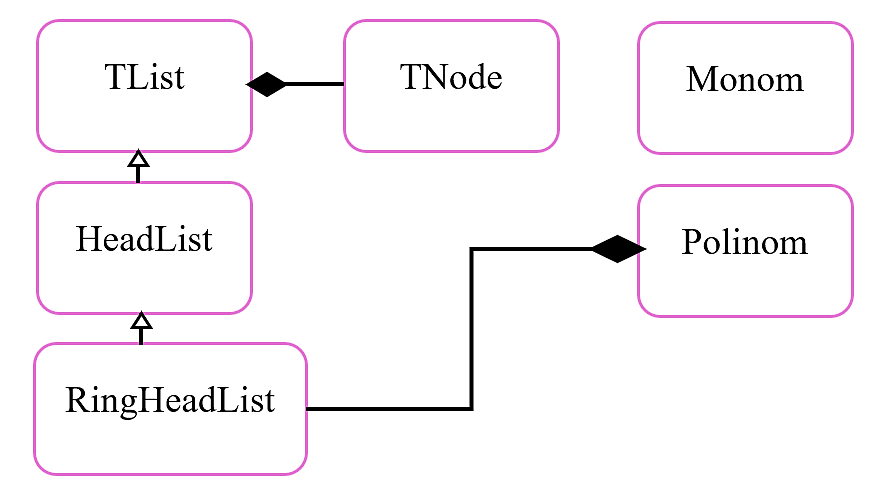 TList
TNode
Monom
HeadList
Polinom
RingHeadList